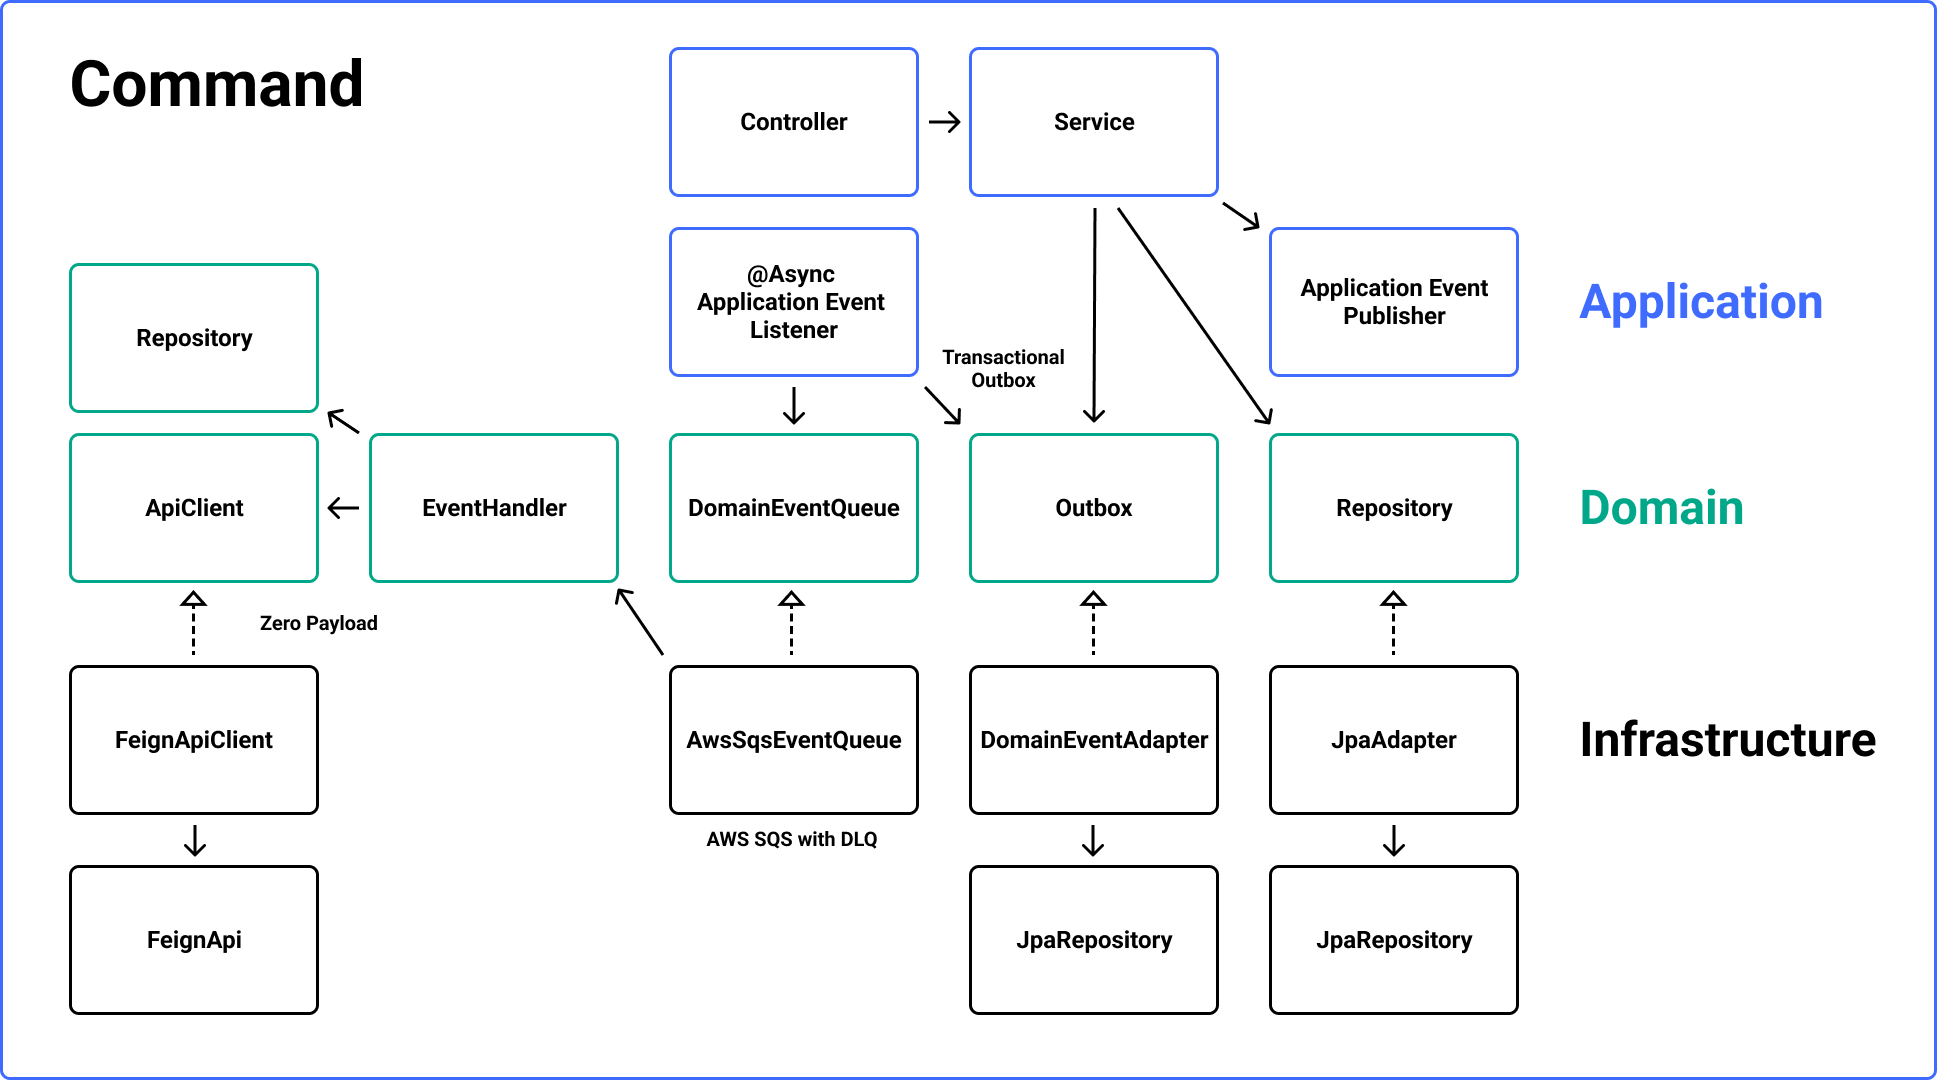 Command
Controller
Service
@Async
Application Event
Listener
Application Event
Publisher
Application
Repository
Transactional
Outbox
ApiClient
EventHandler
DomainEventQueue
Outbox
Repository
Domain
Zero Payload
FeignApiClient
AwsSqsEventQueue
DomainEventAdapter
JpaAdapter
Infrastructure
AWS SQS with DLQ
FeignApi
JpaRepository
JpaRepository